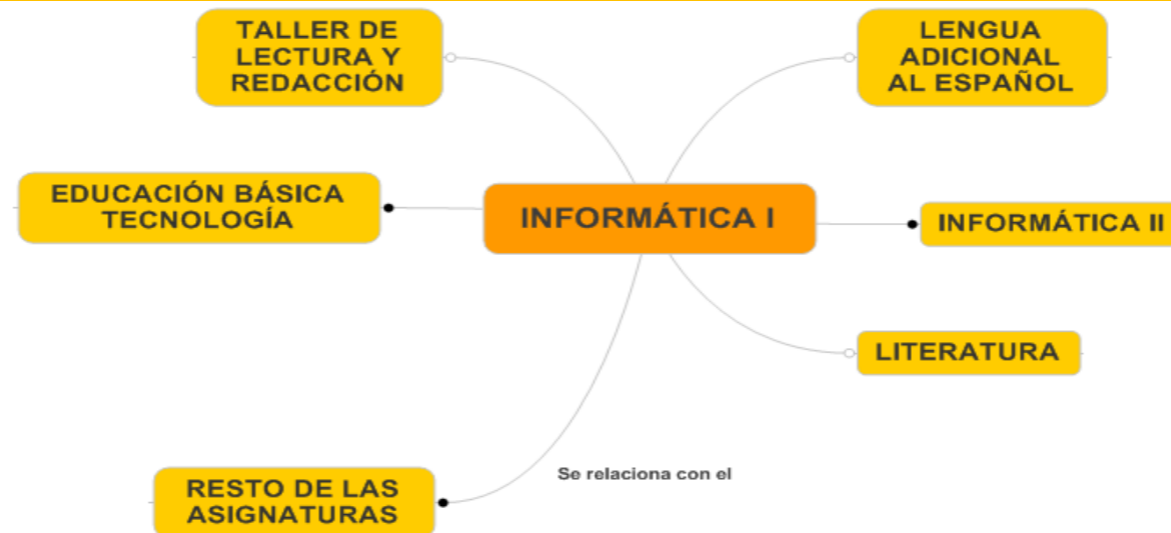 TALLER DE
LECTURA Y
REDACCIÓN
LENGUA
ADICIONAL
AL ESPAÑOL
EDUCACIÓN BÁSICA
TECNOLOGÍA
INFORMÁTICA I
INFORMÁTICA II
LITERATURA
Se relaciona con el
RESTO DE LAS
ASIGNATURAS